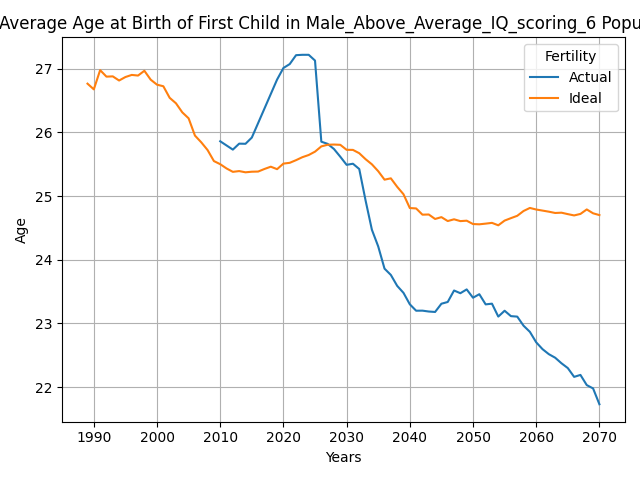 Average Age at Birth of First Child in Male_Above_Average_IQ_scoring_6 Popu
Fertility
Actual
Ideal
27
26
25
24
23
22
Age
1990 2000 2010 2020 2030 2040 2050 2060 2070
Years